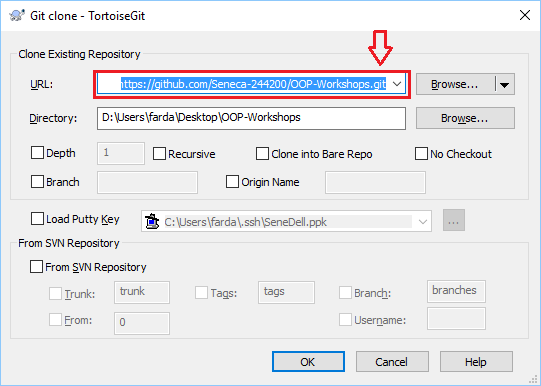 Git clone - TortoiseGit
Clone Existing Repository
URL: https://github.com/Seneca-244200/OOP-Workshops.git Browse...
Directory: D:\Users\farda\Desktop\OOP-Workshops Browse...
Depth 1 Recursive Clone into Bare Repo No Checkout
Branch Origin Name
Load Putty Key C:\Users\farda\.ssh\SeneDell.ppk ...
From SVN Repository
From SVN Repository
Trunk: trunk Tags: tags Branch: branches
From: 0 Username:
OK Cancel Help